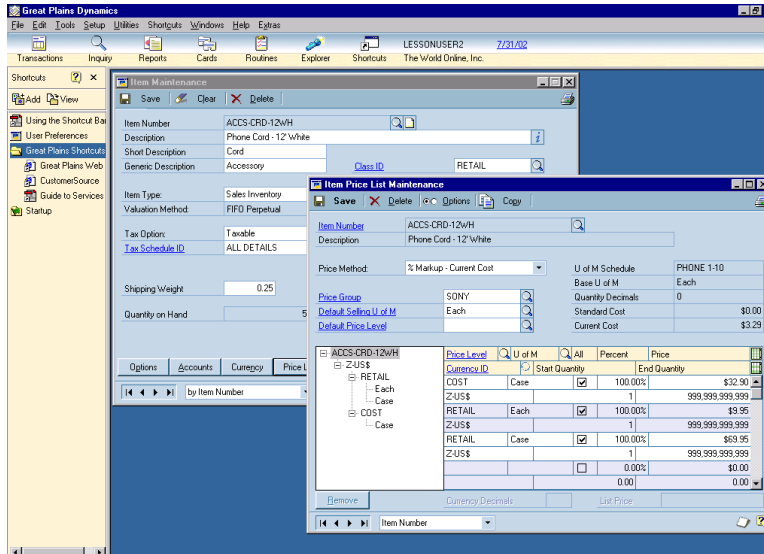 Great Plains Dynamics
File Edit Tools Setup Utilities Shortcuts Windows Help Extras
LESSONUSER2 7/31/02
Transactions Inquiry Reports Cards Routines Explorer Shortcuts The World Online, Inc.
Shortcuts
Add View
Using the Shortcut Bar
User Preferences
Great Plains Shortcuts
Great Plains Web
CustomerSource
Guide to Services
Startup
Item Maintenance
Save Clear Delete
Item Number ACCS-CRD-12WH
Description Phone Cord - 12' White
Short Description Cord
Generic Description Accessory Class ID RETAIL
Item Type: Sales Inventory
Valuation Method: FIFO Perpetual
Tax Option: Taxable
Tax Schedule ID ALL DETAILS
Shipping Weight 0.25
Quantity on Hand 5
Options Accounts Currency Price L
by Item Number
Item Price List Maintenance
Save Delete Options Copy
Item Number ACCS-CRD-12WH
Description Phone Cord - 12' White
Price Method: % Markup - Current Cost U of M Schedule PHONE 1-10
Base U of M Each
Price Group SONY Quantity Decimals 0
Default Selling U of M Each Standard Cost $0.00
Default Price Level Current Cost $3.29
ACCS-CRD-12WH
Z-US$
RETAIL
Each
Case
COST
Case
Price Level U of M All Percent Price
Currency ID Start Quantity End Quantity
COST Case 100.00% $32.90
Z-US$ 1 999,999,999,999
RETAIL Each 100.00% $9.95
Z-US$ 1 999,999,999,999
RETAIL Case 100.00% $69.95
Z-US$ 1 999,999,999,999
0.00% $0.00
0.00 0.00
Remove Currency Decimals List Price
Item Number